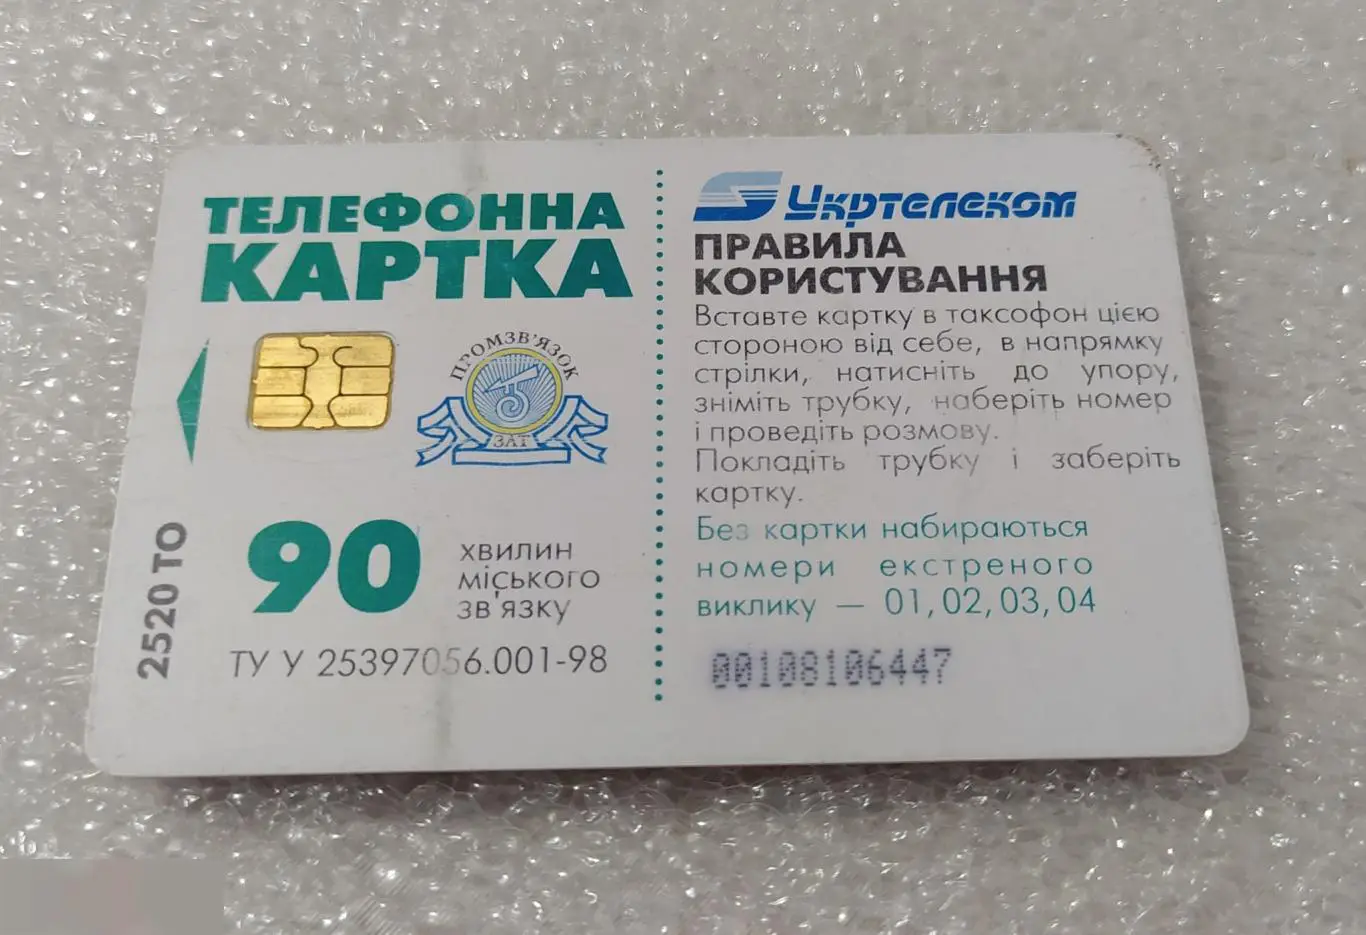 ТЕЛЕФОННА
КАРТКА
ПРОМЗВ'ЯЗОК
ЗАТ
90
ХВИЛИН
МІСЬКОГО
ЗВ'ЯЗКУ
2520 ТО
ТУ У 25397056.001-98
Укртелеком
ПРАВИЛА
КОРИСТУВАННЯ
Вставте картку в таксофон цією
стороною від себе, в напрямку
стрілки, натисніть до упору,
зніміть трубку, наберіть номер
і проведіть розмову.
Покладіть трубку і заберіть
картку.
Без картки набираються
номери екстреного
виклику — 01, 02, 03, 04
00108106447